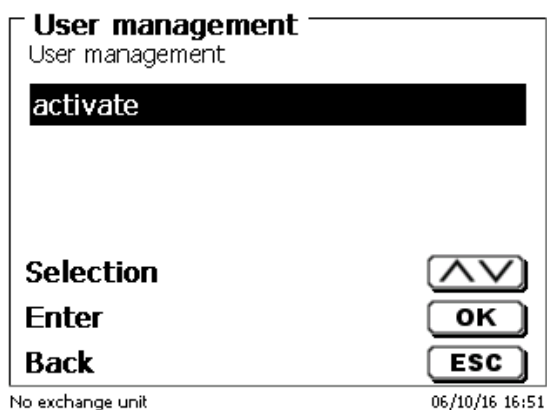 User management
User management
activate
Selection
Enter OK
Back ESC
No exchange unit 06/10/16 16:51